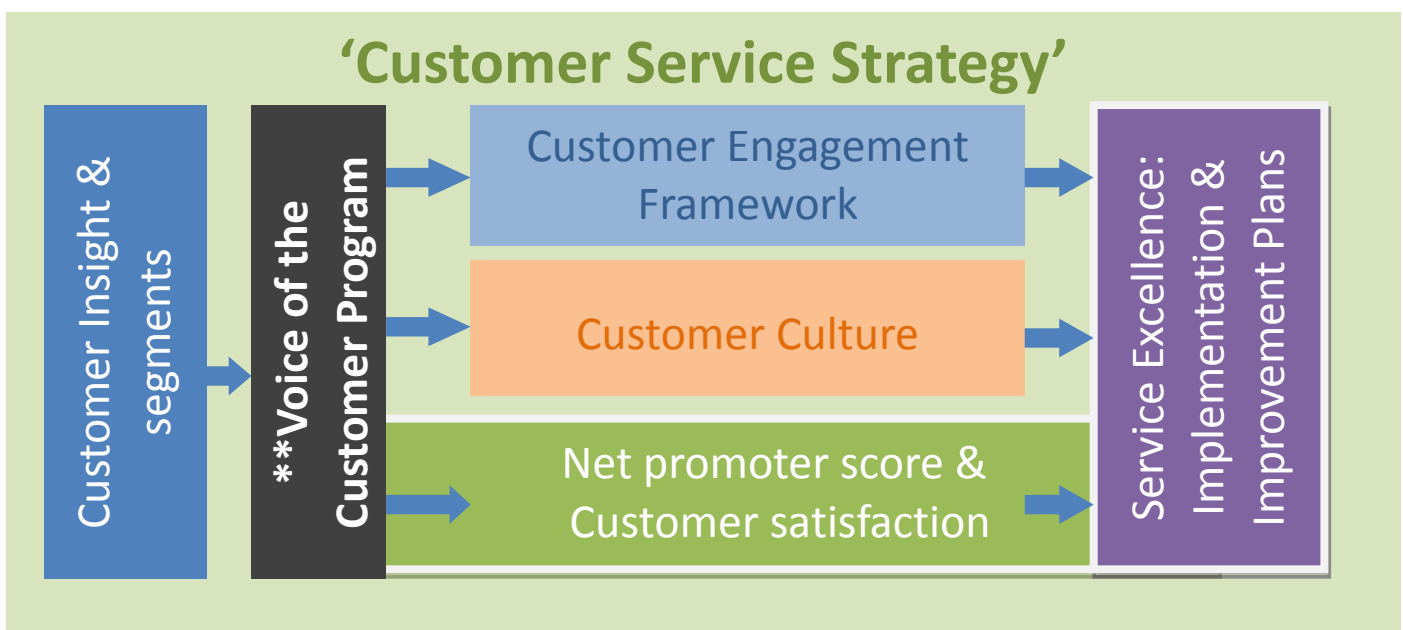 ‘Customer Service Strategy’
Customer Insight &
segments
**Voice of the
Customer Program
Customer Engagement
Framework
Customer Culture
Net promoter score &
Customer satisfaction
Service Excellence:
Implementation &
Improvement Plans